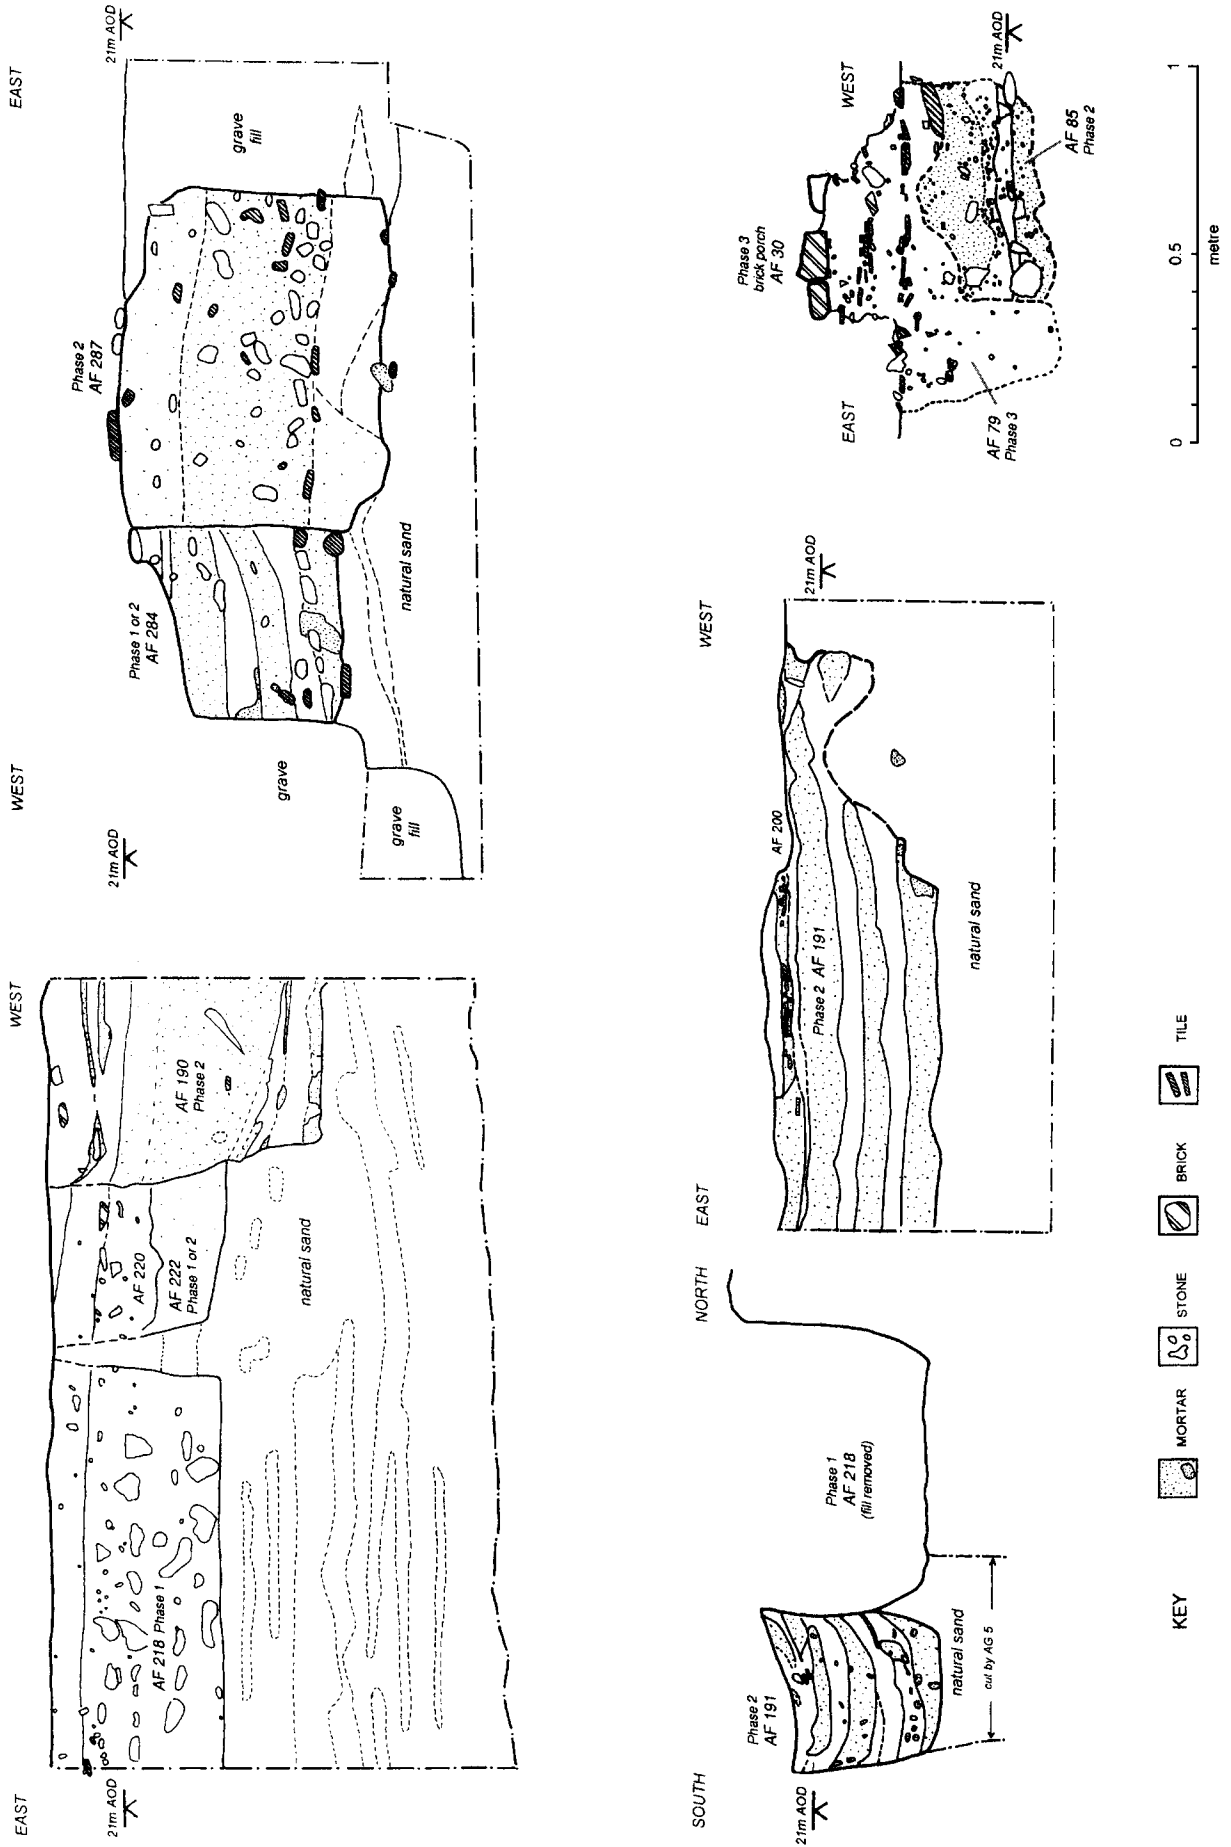 EAST
WEST
21m AOD
21m AOD
AF 218 Phase 1
AF 220
AF 222
Phase 1 or 2
AF 190
Phase 2
natural sand
WEST
EAST
21m AOD
21m AOD
grave
grave
fill
Phase 1 or 2
AF 284
Phase 2
AF 287
natural sand
grave
fill
SOUTH
NORTH
21m AOD
Phase 2
AF 191
Phase 1
AF 218
(fill removed)
natural sand
cut by AG 5
EAST
WEST
21m AOD
AF 200
Phase 2 AF 191
natural sand
EAST
WEST
Phase 3
brick porch
AF 30
21m AOD
AF 79
Phase 3
AF 85
Phase 2
KEY
MORTAR
STONE
BRICK
TILE
0
0.5
1
metre